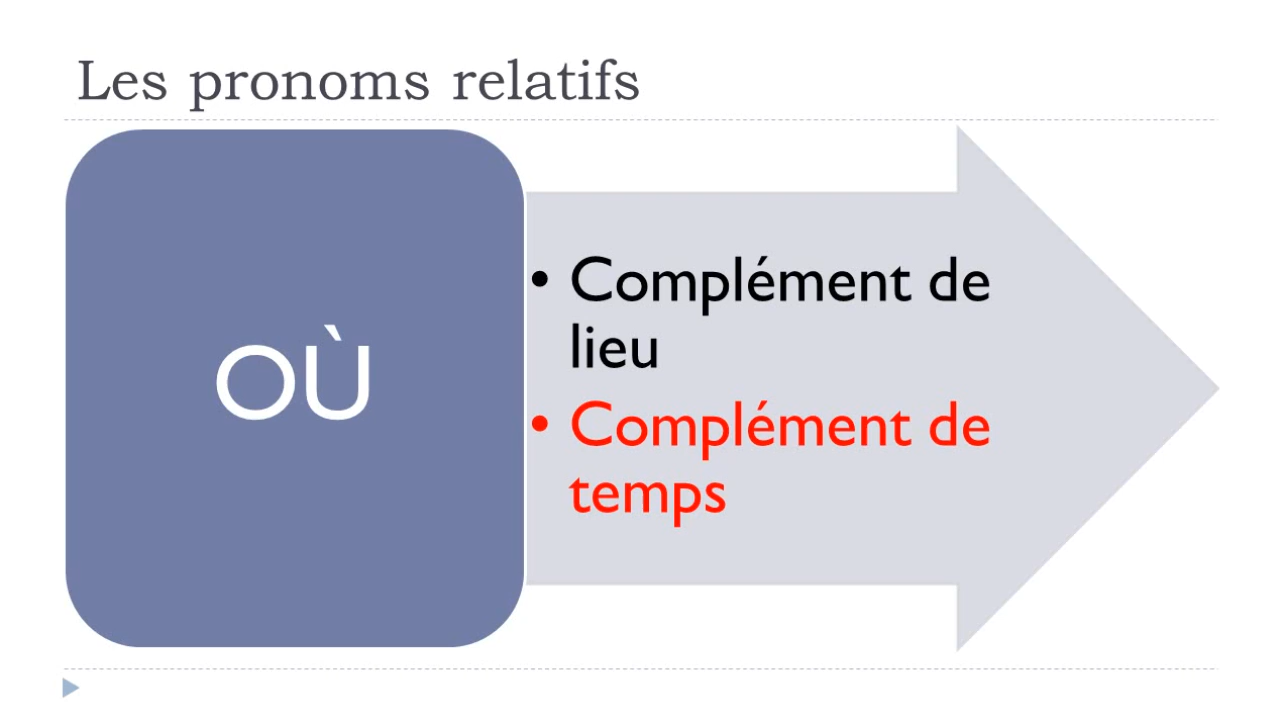 Les pronoms relatifs
OÙ
• Complément de
lieu
• Complément de
temps